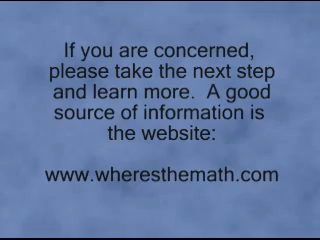 If you are concerned,
please take the next step
and learn more.  A good
source of information is
the website:
www.wheresthemath.com